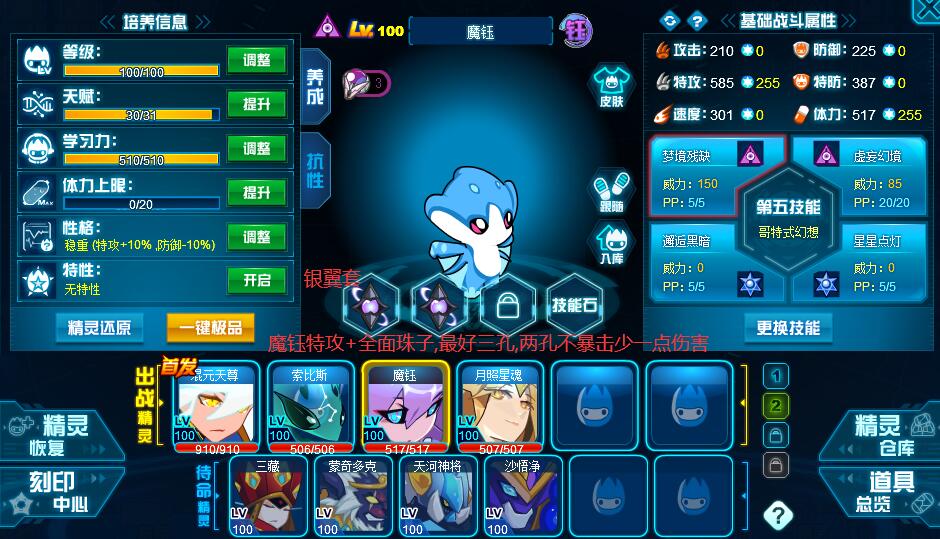 培养信息
等级：
100/100
调整
天赋：
30/31
提升
学习力：
510/510
调整
体力上眼：
0/20
提升
性格：
稳重 (特攻+10% ,防御-10%)
调整
特性：
无特性
开启
精灵还原
一键极品
养成
抗性
Lv. 100
魔钰
钰
3
皮肤
跟随
入库
银翼套
技能石
魔钰特攻+全面珠子,最好三孔,两孔不暴击少一点伤害
基础战斗属性
攻击： 210 0
防御： 225 0
特攻： 585 255
特防： 387 0
速度： 301 0
体力： 517 255
梦境残缺
威力： 150
PP： 5/5
虚妄幻境
威力： 85
PP： 20/20
第五技能
哥特式幻想
邂逅黑暗
威力： 0
PP： 5/5
星星点灯
威力： 0
PP： 5/5
更换技能
出战精灵
首发
混元天尊
LV 100
910/910
索比斯
LV 100
506/506
魔钰
LV 100
517/517
月照星魂
LV 100
507/507
1
2
待命精灵
三藏
LV 100
蒙奇多克
LV 100
天河神将
LV 100
沙悟净
LV 100
精灵恢复
刻印中心
精灵仓库
道具总览